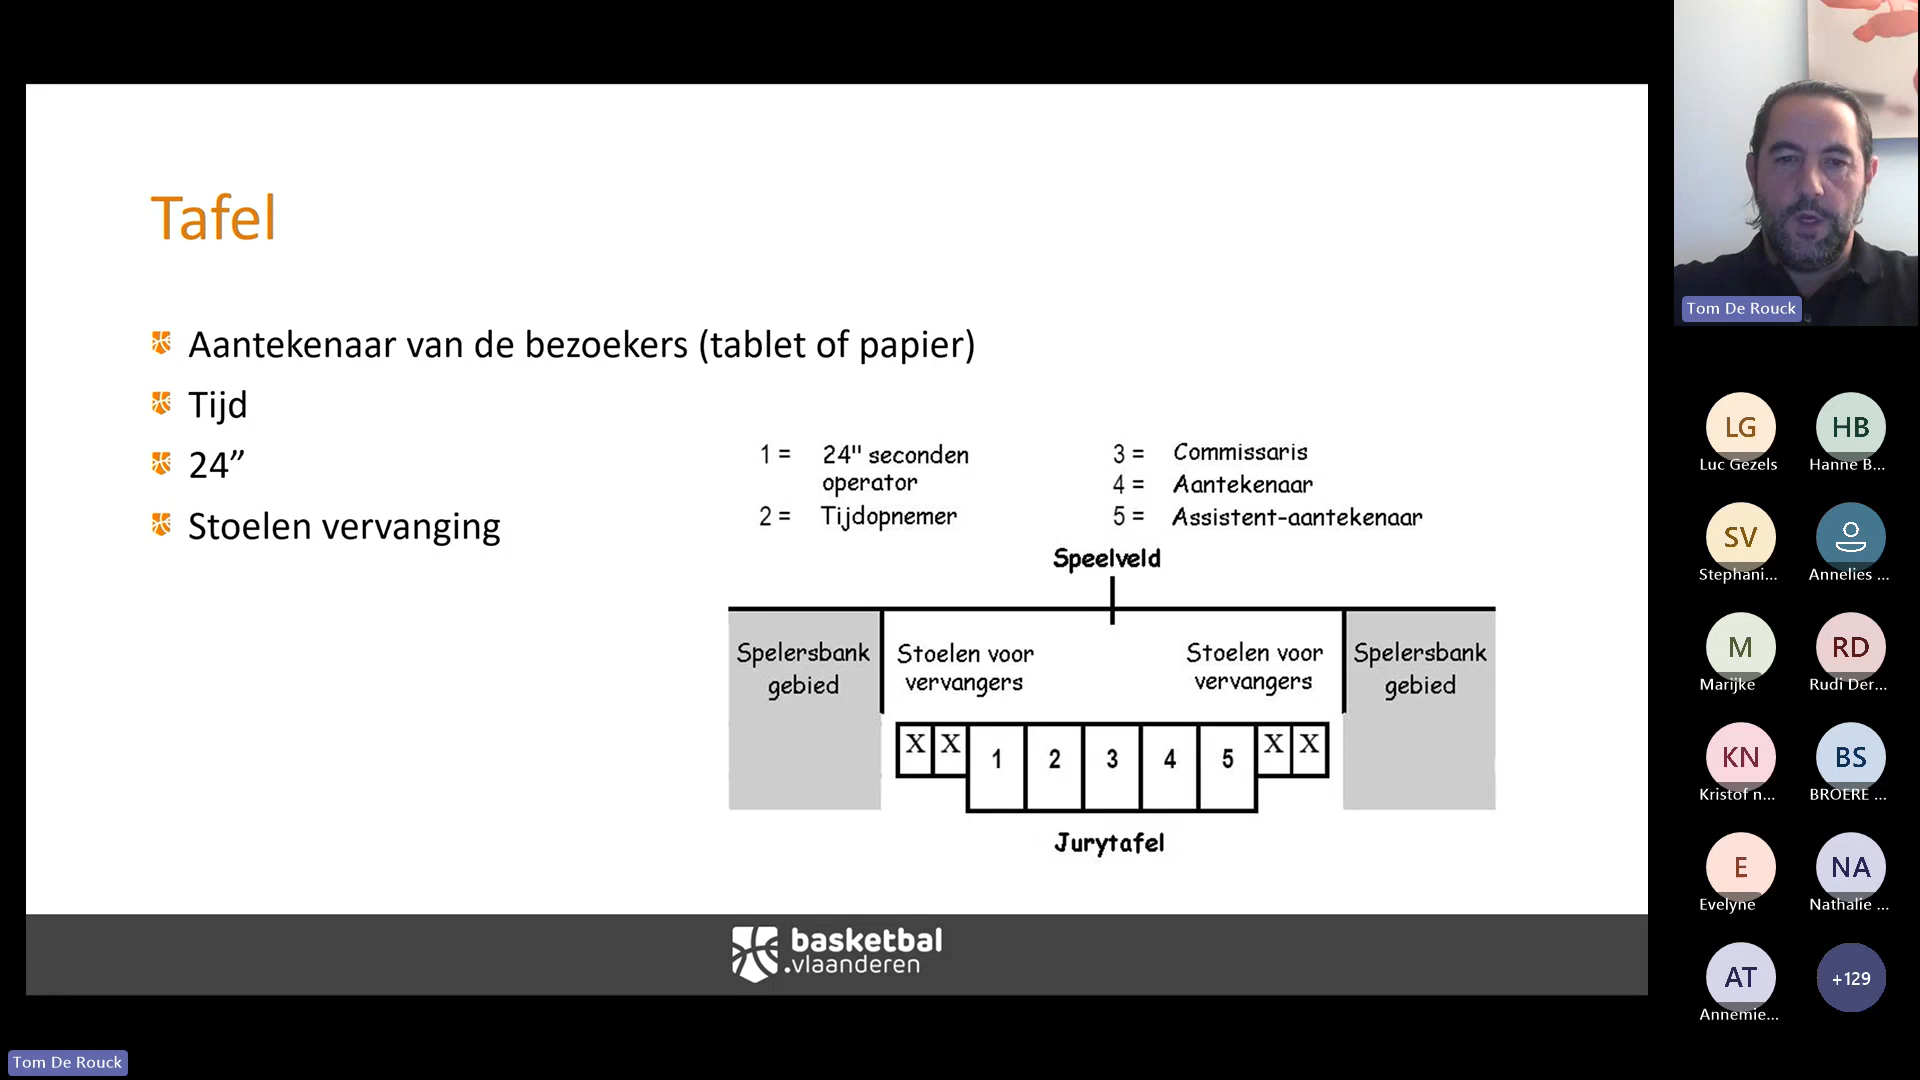 Tafel
Aantekenaar van de bezoekers (tablet of papier)
Tijd
24”
Stoelen vervanging
1 = 24" seconden
operator
2 = Tijdopnemer
3 = Commissaris
4 = Aantekenaar
5 = Assistent-aantekenaar
Speelveld
Spelersbank
gebied
Stoelen voor
vervangers
Stoelen voor
vervangers
Spelersbank
gebied
X X 1 2 3 4 5 X X
Jurytafel
basketbal
.vlaanderen
Tom De Rouck
LG
Luc Gezels
HB
Hanne B...
SV
Stephani...
Annelies ...
M
Marijke
RD
Rudi Der...
KN
Kristof n...
BS
BROERE ...
E
Evelyne
NA
Nathalie ...
AT
Annemie...
+129
Tom De Rouck